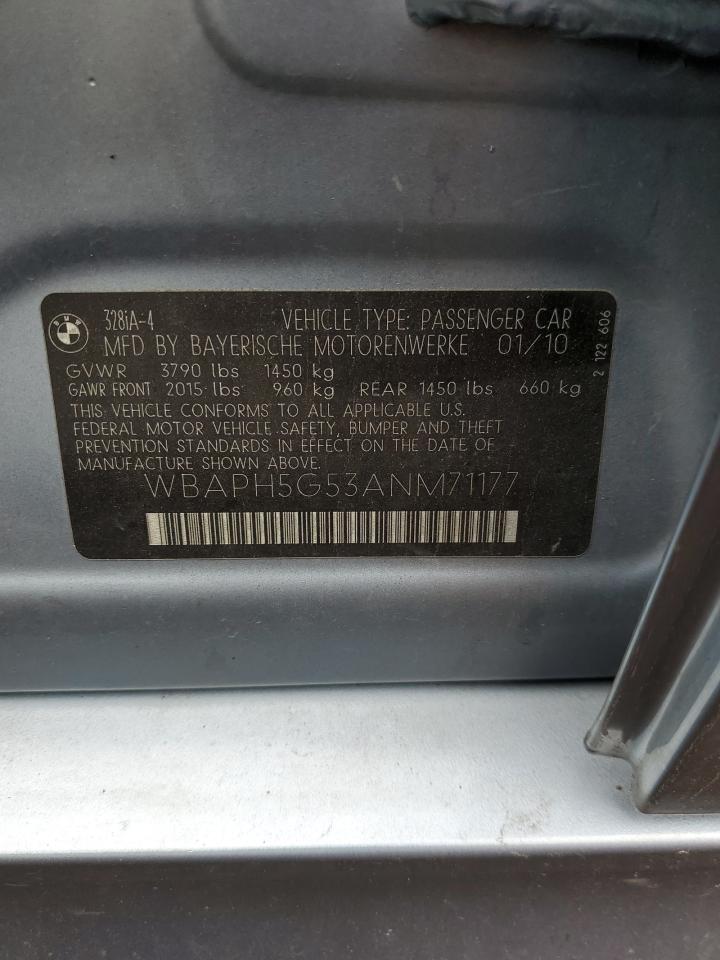 BMW
328iA-4 VEHICLE TYPE: PASSENGER CAR
MFD BY BAYERISCHE MOTORENWERKE 01/10
GVWR 3790 lbs 1450 kg
GAWR FRONT 2015 lbs 960 kg REAR 1450 lbs 660 kg
THIS VEHICLE CONFORMS TO ALL APPLICABLE U.S.
FEDERAL MOTOR VEHICLE SAFETY, BUMPER AND THEFT
PREVENTION STANDARDS IN EFFECT ON THE DATE OF
MANUFACTURE SHOWN ABOVE.
WBAPH5G53ANM71177
2 122 606